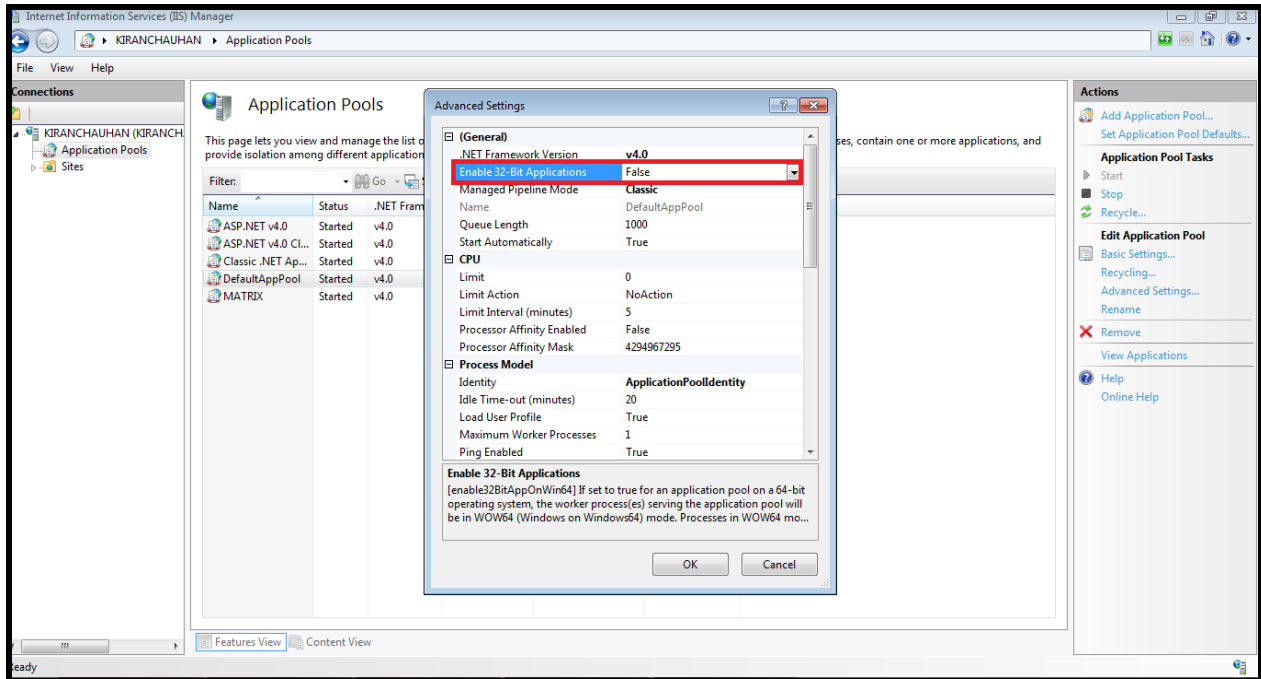 Internet Information Services (IIS) Manager
KIRANCHAUHAN Application Pools
File View Help
Connections
KIRANCHAUHAN (KIRANCH
Application Pools
Sites
Application Pools
This page lets you view and manage the list o
ses, contain one or more applications, and
provide isolation among different application
Filter: Go
Name Status .NET Fram
ASP.NET v4.0 Started v4.0
ASP.NET v4.0 Cl... Started v4.0
Classic .NET Ap... Started v4.0
DefaultAppPool Started v4.0
MATRIX Started v4.0
Advanced Settings
(General)
.NET Framework Version v4.0
Enable 32-Bit Applications False
Managed Pipeline Mode Classic
Name DefaultAppPool
Queue Length 1000
Start Automatically True
CPU
Limit 0
Limit Action NoAction
Limit Interval (minutes) 5
Processor Affinity Enabled False
Processor Affinity Mask 4294967295
Process Model
Identity ApplicationPoolIdentity
Idle Time-out (minutes) 20
Load User Profile True
Maximum Worker Processes 1
Ping Enabled True
Enable 32-Bit Applications
[enable32BitAppOnWin64] If set to true for an application pool on a 64-bit
operating system, the worker process(es) serving the application pool will
be in WOW64 (Windows on Windows64) mode. Processes in WOW64 mo...
OK Cancel
Actions
Add Application Pool...
Set Application Pool Defaults...
Application Pool Tasks
Start
Stop
Recycle...
Edit Application Pool
Basic Settings...
Recycling...
Advanced Settings...
Rename
Remove
View Applications
Help
Online Help
Features View Content View
Ready